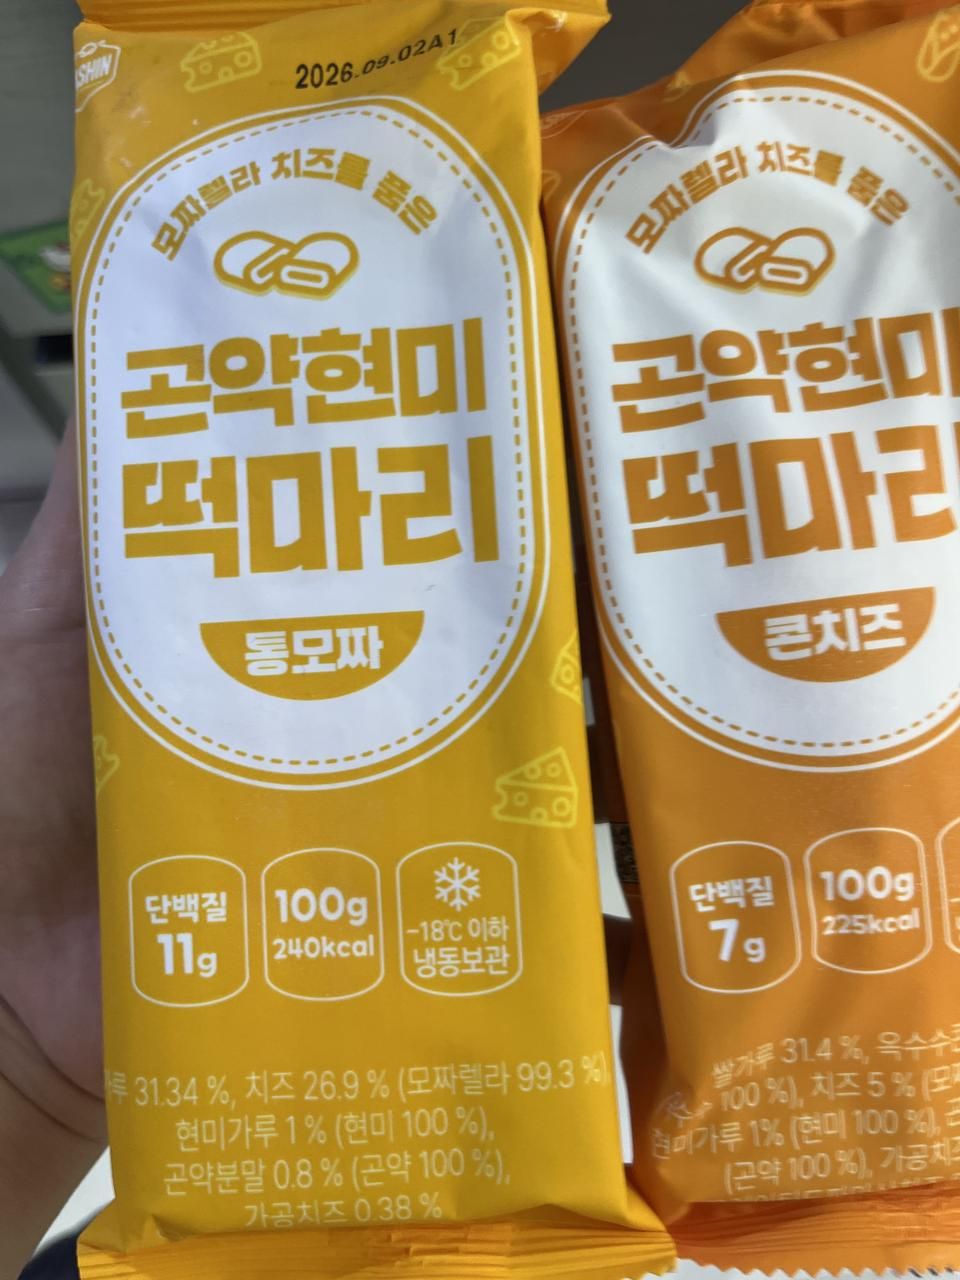 SHIN
2026.09.02A1
모짜렐라 치즈를 품은
곤약현미
떡마리
통모짜
단백질
11g
100g
240kcal
-18℃ 이하
냉동보관
루 31.34 %, 치즈 26.9 % (모짜렐라 99.3 %)
현미가루 1 % (현미 100 %),
곤약분말 0.8 % (곤약 100 %),
가공치즈 0.38 %
모짜렐라 치즈를 품은
곤약현미
떡마리
콘치즈
단백질
7g
100g
225kcal
쌀가루 31.4 %, 옥수수
100 %), 치즈 5 % (모
현미가루 1% (현미 100 %),
(곤약 100 %), 가공치즈